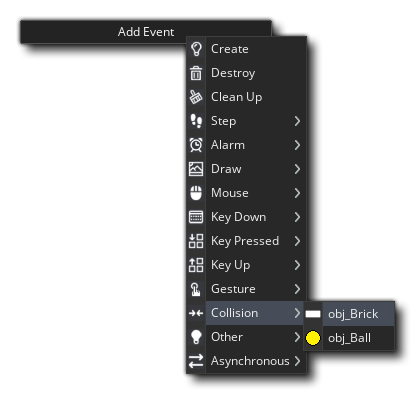 Add Event
Create
Destroy
Clean Up
Step
Alarm
Draw
Mouse
Key Down
Key Pressed
Key Up
Gesture
Collision
obj_Brick
Other
obj_Ball
Asynchronous